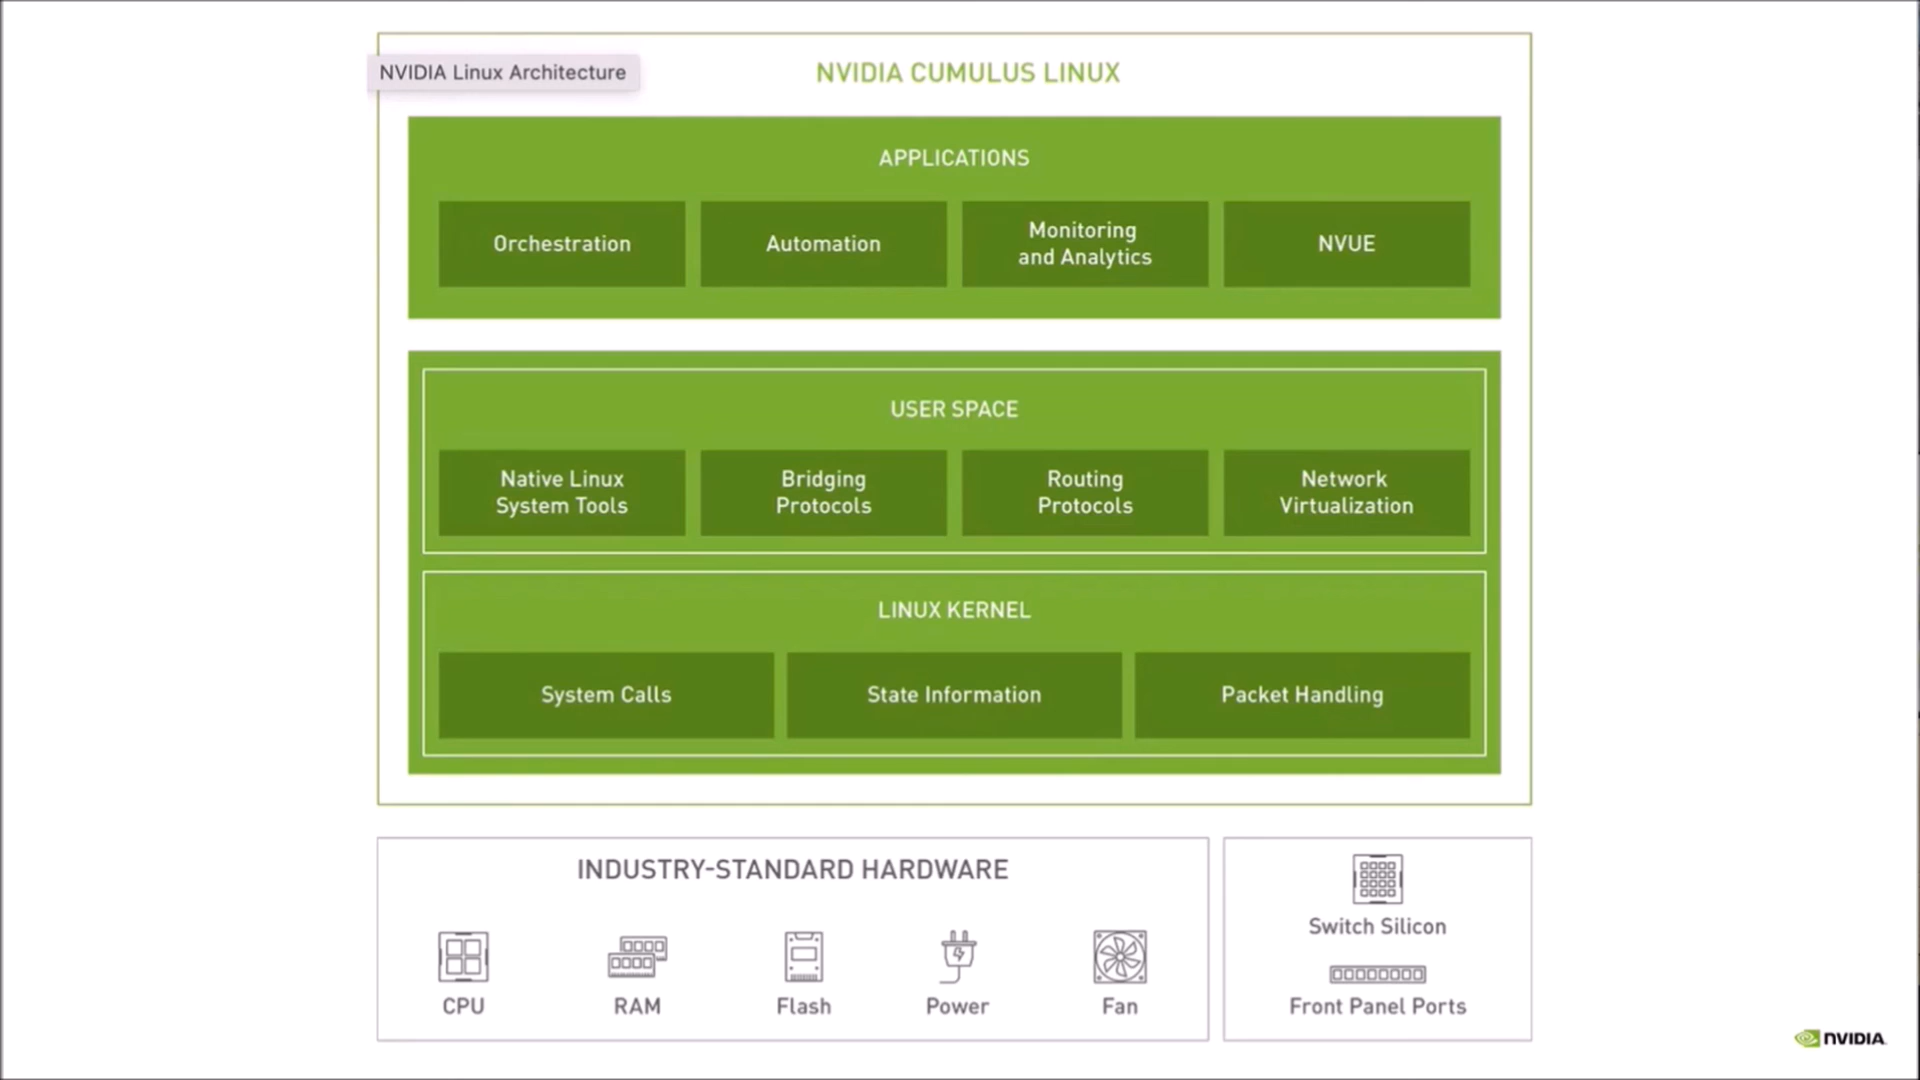 NVIDIA Linux Architecture
NVIDIA CUMULUS LINUX
APPLICATIONS
Orchestration
Automation
Monitoring
and Analytics
NVUE
USER SPACE
Native Linux
System Tools
Bridging
Protocols
Routing
Protocols
Network
Virtualization
LINUX KERNEL
System Calls
State Information
Packet Handling
INDUSTRY-STANDARD HARDWARE
CPU
RAM
Flash
Power
Fan
Switch Silicon
Front Panel Ports
NVIDIA.